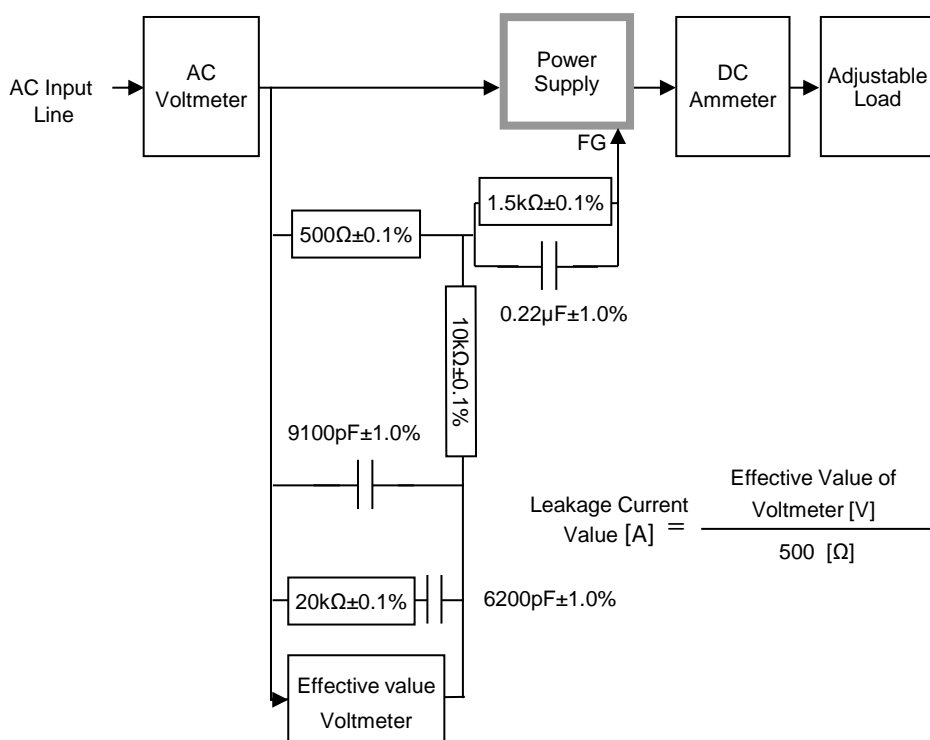 AC Input
Line
AC
Voltmeter
Power
Supply
DC
Ammeter
Adjustable
Load
FG
1.5kΩ±0.1%
500Ω±0.1%
0.22µF±1.0%
10kΩ±0.1%
9100pF±1.0%
Leakage Current
Value [A]
=
Effective Value of
Voltmeter [V]
500 [Ω]
20kΩ±0.1%
6200pF±1.0%
Effective value
Voltmeter